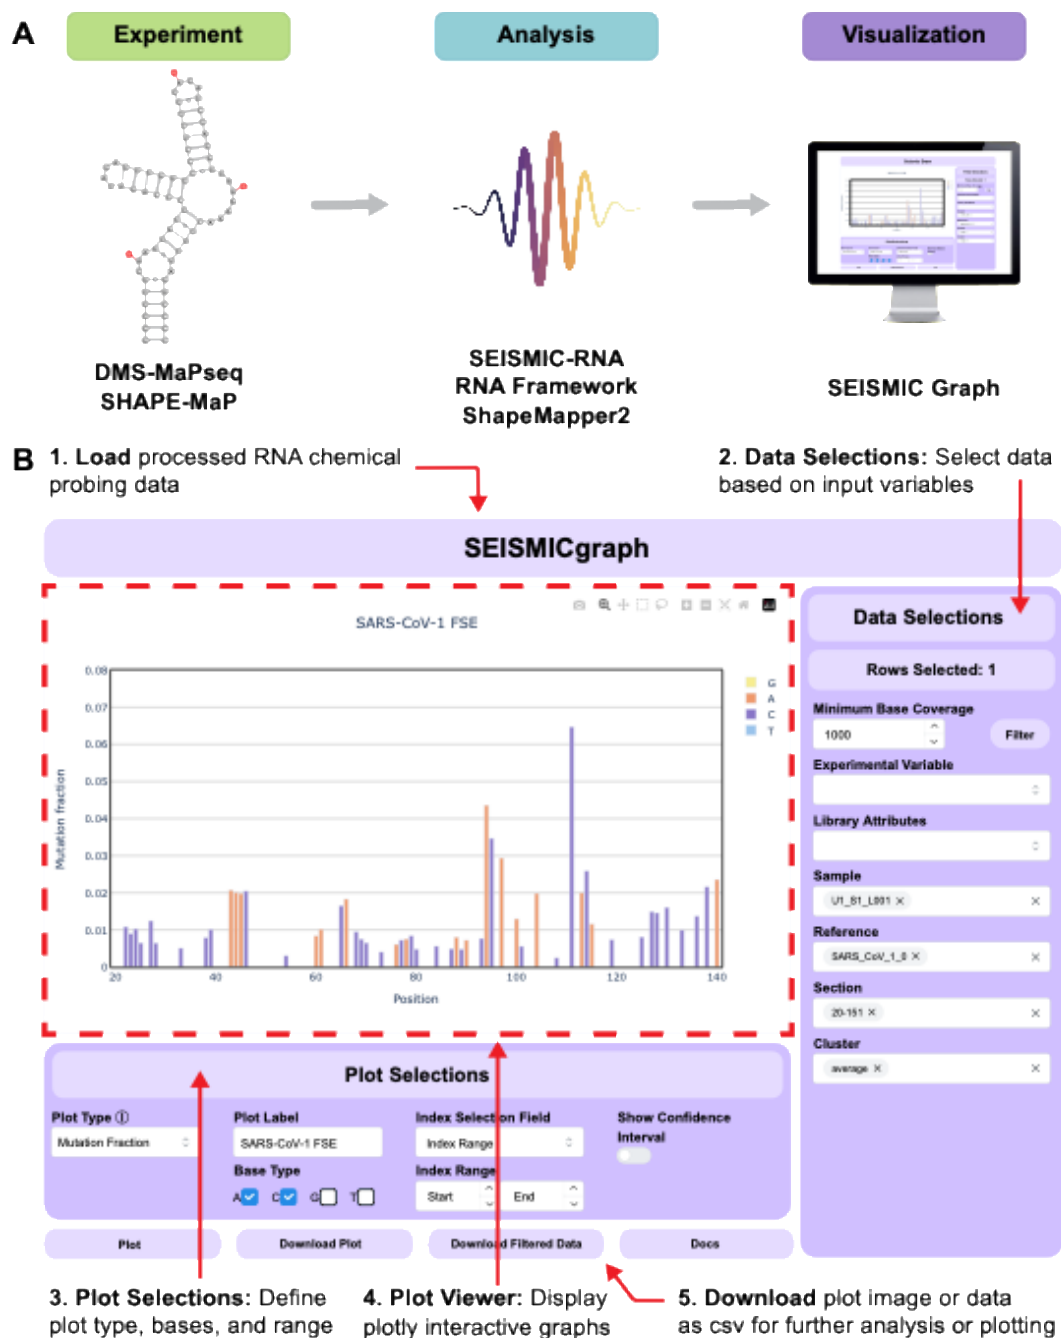 A
Experiment
Analysis
Visualization
DMS-MaPseq
SHAPE-MaP
SEISMIC-RNA
RNA Framework
ShapeMapper2
SEISMIC Graph
B
1. Load processed RNA chemical
probing data
2. Data Selections: Select data
based on input variables
SEISMICgraph
SARS-CoV-1 FSE
0.08
0.07
0.06
0.05
0.04
0.03
0.02
0.01
0
Mutation fraction
20
40
60
80
100
120
140
Position
G
A
C
T
Data Selections
Rows Selected: 1
Minimum Base Coverage
1000
Filter
Experimental Variable
Library Attributes
Sample
U1_S1_L001 ×
Reference
SARS_CoV_1_0 ×
Section
20-151 ×
Cluster
average ×
Plot Selections
Plot Type
Mutation Fraction
Plot Label
SARS-CoV-1 FSE
Base Type
A C G T
Index Selection Field
Index Range
Index Range
Start End
Show Confidence
Interval
Plot
Download Plot
Download Filtered Data
Docs
3. Plot Selections: Define
plot type, bases, and range
4. Plot Viewer: Display
plotly interactive graphs
5. Download plot image or data
as csv for further analysis or plotting